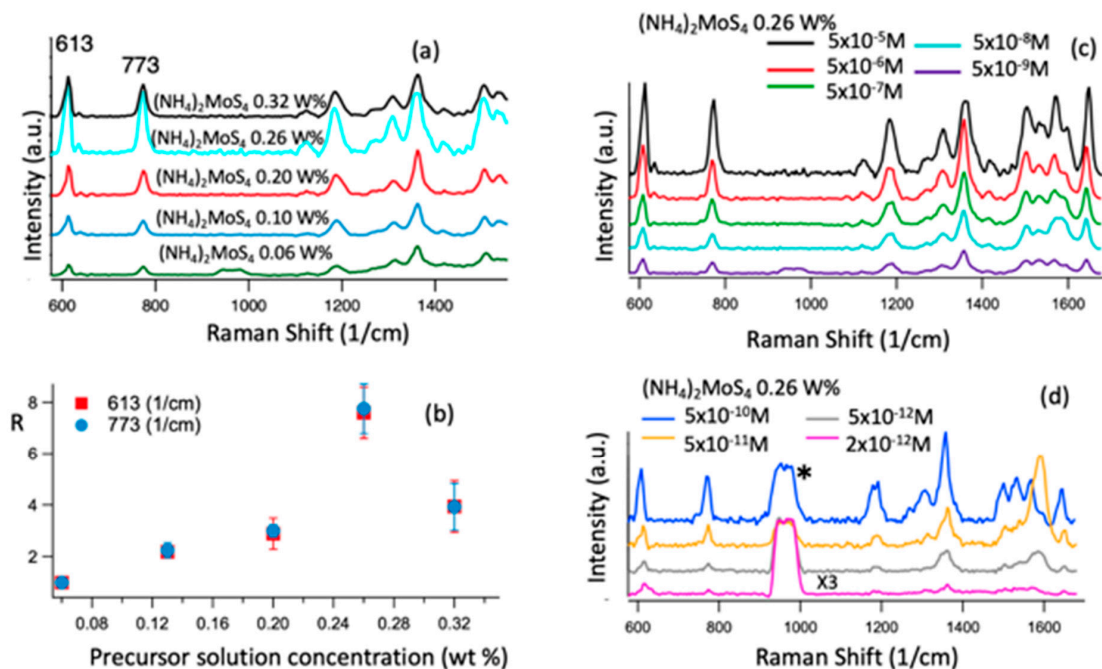 613
773
(a)
(NH₄)₂MoS₄ 0.32 W%
(NH₄)₂MoS₄ 0.26 W%
(NH₄)₂MoS₄ 0.20 W%
(NH₄)₂MoS₄ 0.10 W%
(NH₄)₂MoS₄ 0.06 W%
Intensity (a.u.)
600 800 1000 1200 1400
Raman Shift (1/cm)
(NH₄)₂MoS₄ 0.26 W%
(c)
5x10⁻⁵M 5x10⁻⁸M
5x10⁻⁶M 5x10⁻⁹M
5x10⁻⁷M
Intensity (a.u.)
600 800 1000 1200 1400 1600
Raman Shift (1/cm)
R
613 (1/cm)
773 (1/cm)
(b)
8
6
4
2
0.08 0.12 0.16 0.20 0.24 0.28 0.32
Precursor solution concentration (wt %)
(NH₄)₂MoS₄ 0.26 W%
(d)
5x10⁻¹⁰M 5x10⁻¹²M
5x10⁻¹¹M 2x10⁻¹²M
*
X3
Intensity (a.u.)
600 800 1000 1200 1400 1600
Raman Shift (1/cm)